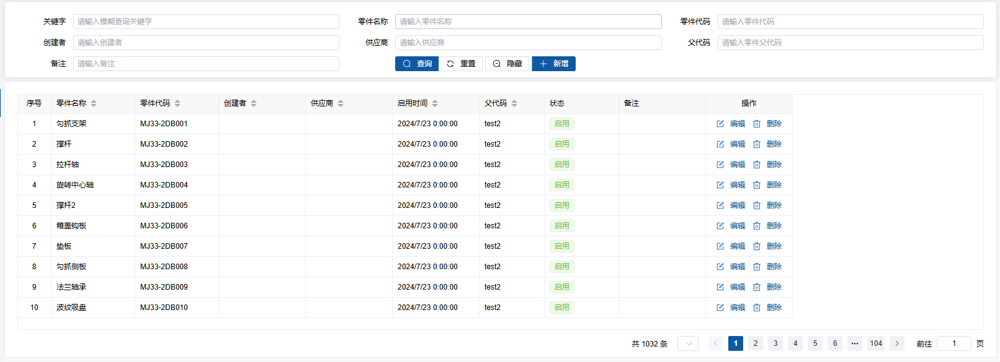 关键字 请输入模糊查询关键字 零件名称 请输入零件名称 零件代码 请输入零件代码
创建者 请输入创建者 供应商 请输入供应商 父代码 请输入零件父代码
备注 请输入备注 查询 重置 隐藏 新增
序号 零件名称 零件代码 创建者 供应商 启用时间 父代码 状态 备注 操作
1 勾抓支架 MJ33-2DB001 2024/7/23 0:00:00 test2 启用 编辑 删除
2 撑杆 MJ33-2DB002 2024/7/23 0:00:00 test2 启用 编辑 删除
3 拉杆轴 MJ33-2DB003 2024/7/23 0:00:00 test2 启用 编辑 删除
4 旋转中心轴 MJ33-2DB004 2024/7/23 0:00:00 test2 启用 编辑 删除
5 撑杆2 MJ33-2DB005 2024/7/23 0:00:00 test2 启用 编辑 删除
6 箱盖钩板 MJ33-2DB006 2024/7/23 0:00:00 test2 启用 编辑 删除
7 垫板 MJ33-2DB007 2024/7/23 0:00:00 test2 启用 编辑 删除
8 勾抓侧板 MJ33-2DB008 2024/7/23 0:00:00 test2 启用 编辑 删除
9 法兰轴承 MJ33-2DB009 2024/7/23 0:00:00 test2 启用 编辑 删除
10 波纹吸盘 MJ33-2DB010 2024/7/23 0:00:00 test2 启用 编辑 删除
共 1032 条 1 2 3 4 5 6 ••• 104 前往 1 页